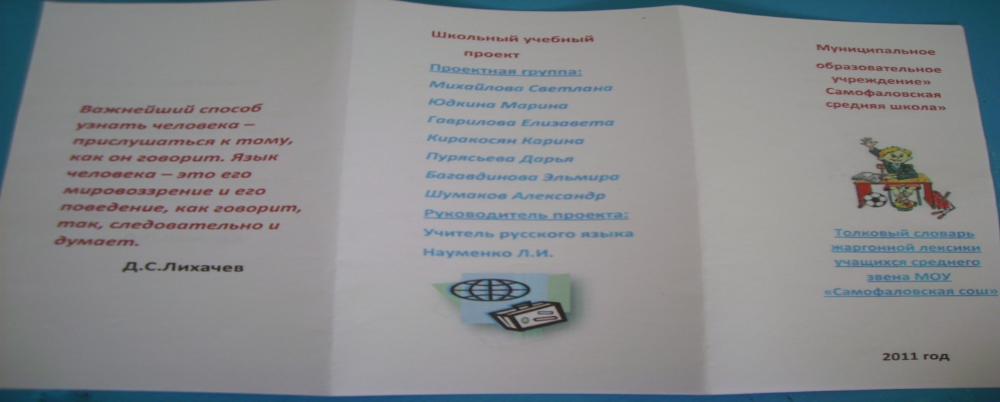 Важнейший способ
узнать человека –
прислушаться к тому,
как он говорит. Язык
человека – это его
мировоззрение и его
поведение, как говорит,
так, следовательно и
думает.
Д.С.Лихачев
Школьный учебный
проект
Проектная группа:
Михайлова Светлана
Юдкина Марина
Гаврилова Елизавета
Киракосян Карина
Пурясьева Дарья
Багавдинова Эльмира
Шумаков Александр
Руководитель проекта:
Учитель русского языка
Науменко Л.И.
Муниципальное
образовательное
учреждение»
Самофаловская
средняя школа»
Толковый словарь
жаргонной лексики
учащихся среднего
звена МОУ
«Самофаловская сош»
2011 год